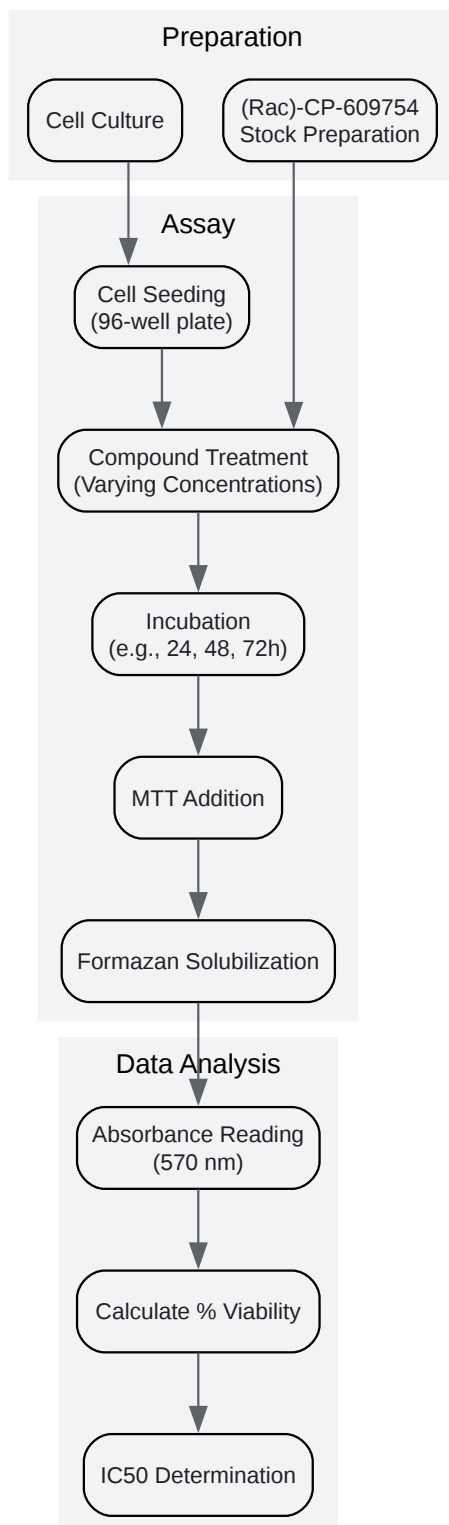 Preparation
Cell Culture
(Rac)-CP-609754
Stock Preparation
Assay
Cell Seeding
(96-well plate)
Compound Treatment
(Varying Concentrations)
Incubation
(e.g., 24, 48, 72h)
MTT Addition
Formazan Solubilization
Data Analysis
Absorbance Reading
(570 nm)
Calculate % Viability
IC50 Determination